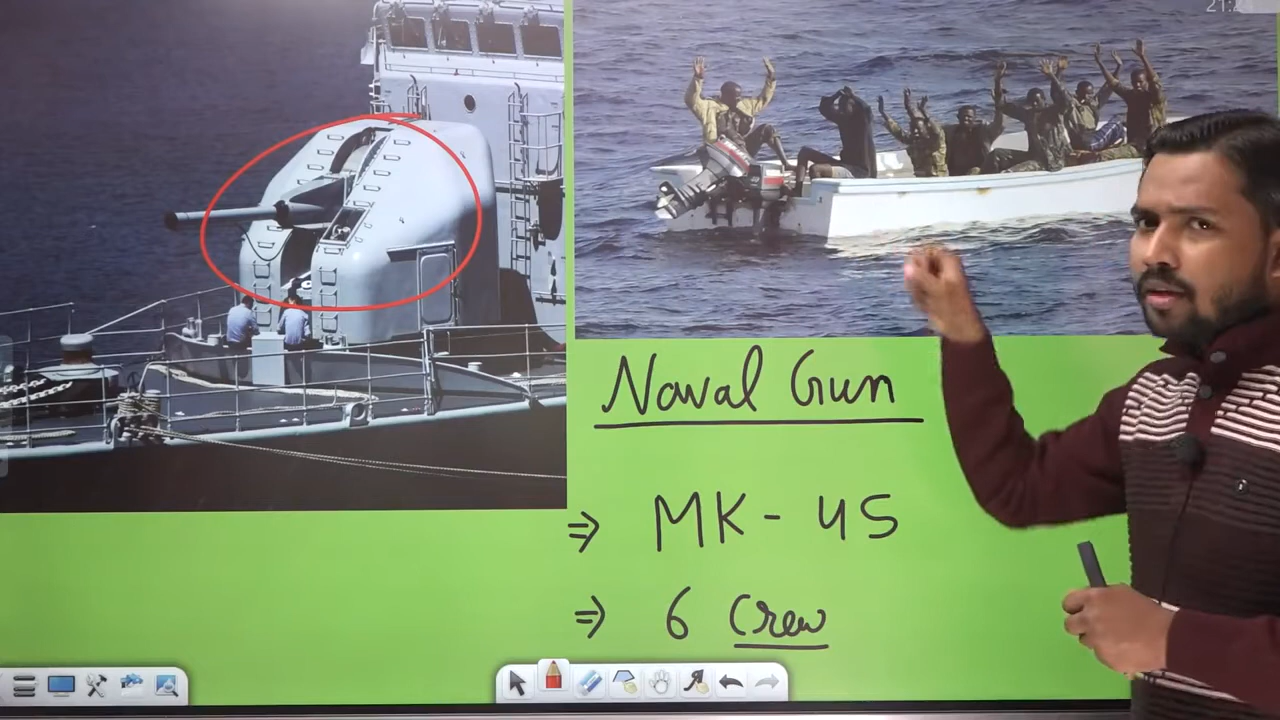 Naval Gun
⇒ MK - 45
⇒ 6 Crew